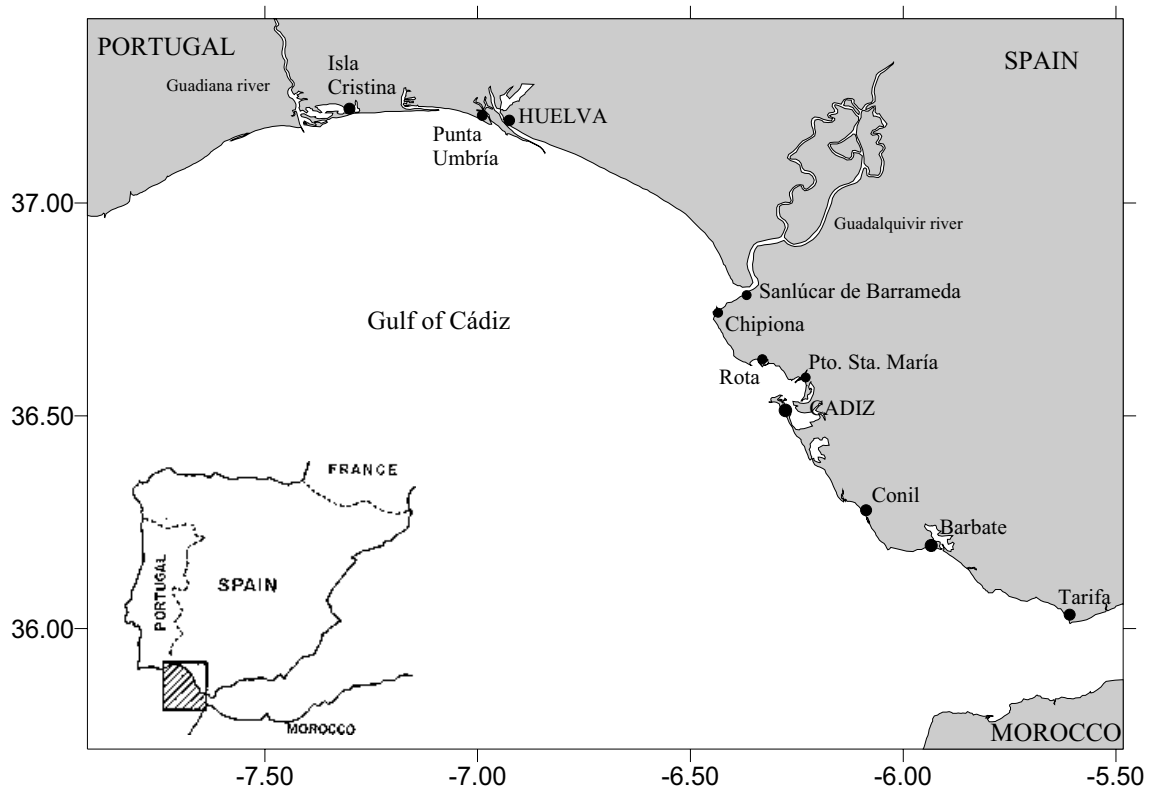 PORTUGAL
SPAIN
Isla
Cristina
Guadiana river
HUELVA
Punta
Umbría
37.00
Guadalquivir river
Sanlúcar de Barrameda
Gulf of Cádiz
Chipiona
Pto. Sta. María
Rota
CADIZ
36.50
FRANCE
Conil
Barbate
SPAIN
PORTUGAL
Tarifa
36.00
MOROCCO
MOROCCO
-7.50
-7.00
-6.50
-6.00
-5.50